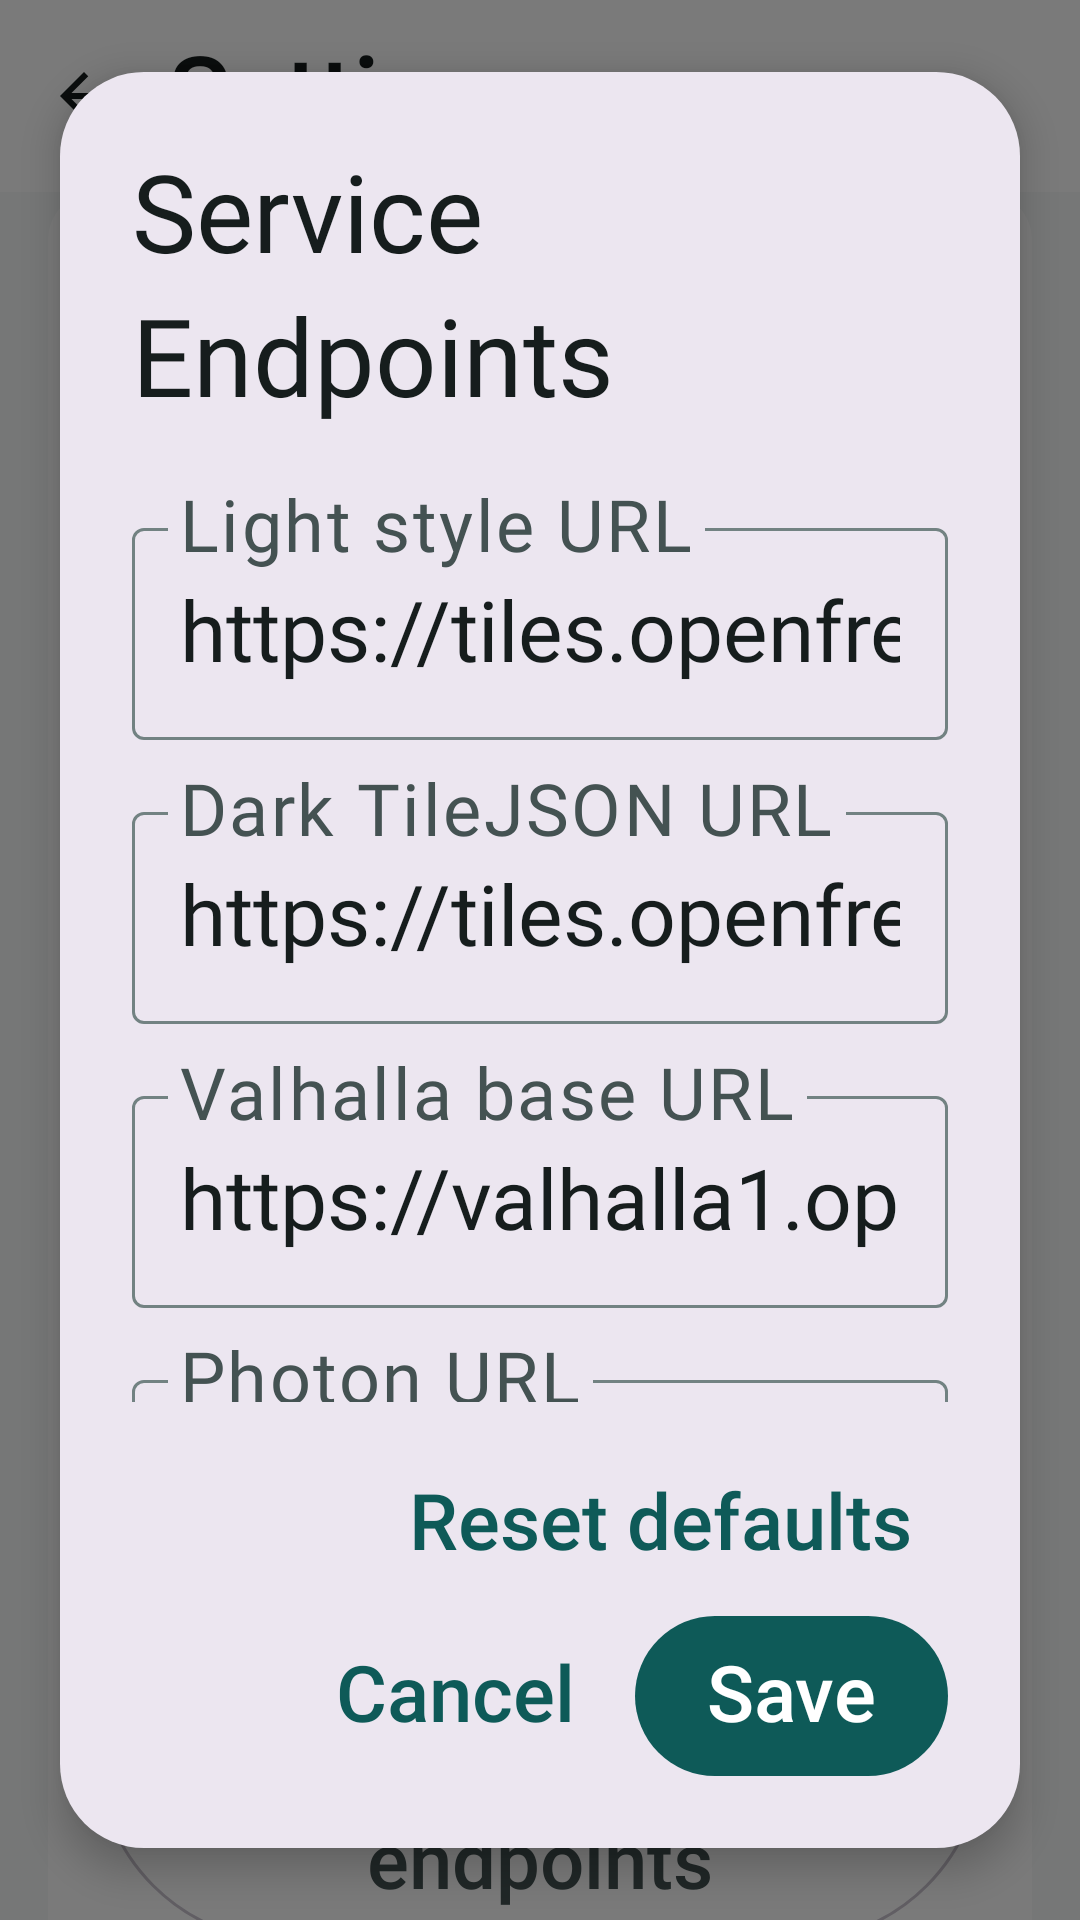 Service
Endpoints
Light style URL
https://tiles.openfre
Dark TileJSON URL
https://tiles.openfre
Valhalla base URL
https://valhalla1.op
Photon URL
Reset defaults
Cancel
Save
endpoints